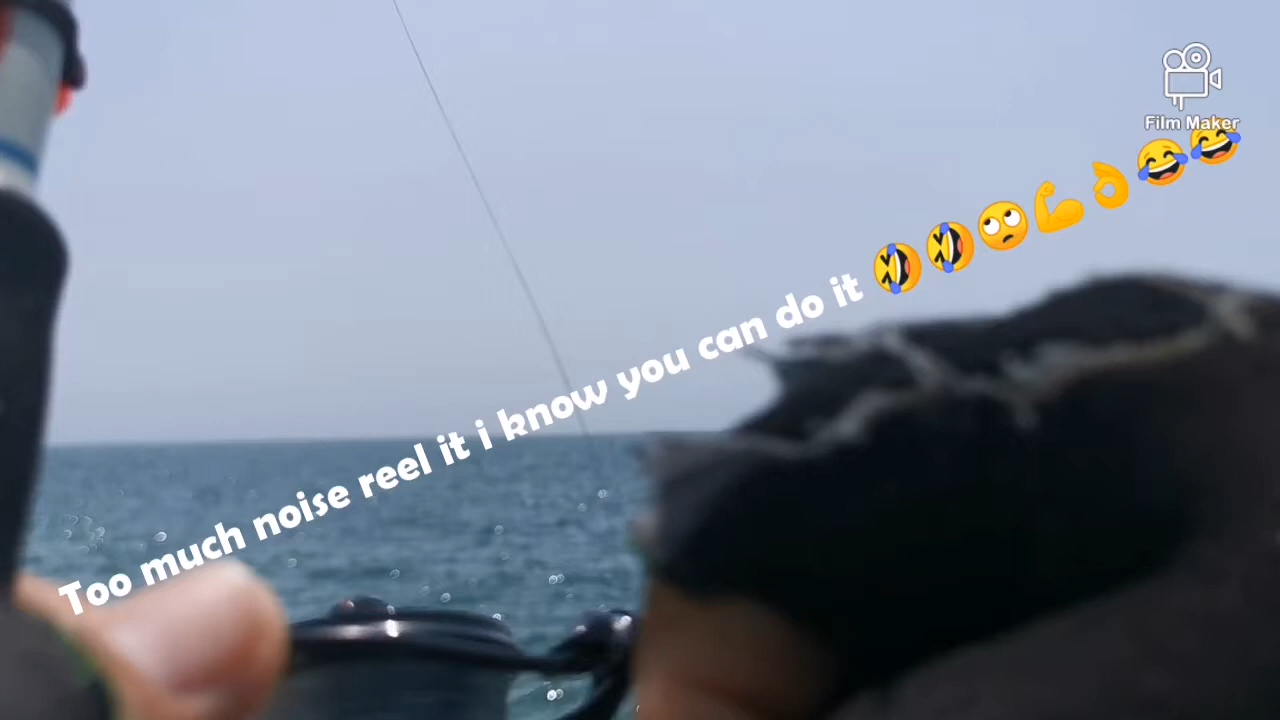 Film Maker
Too much noise reel it i know you can do it 🤣🤣🙄💪👌😂😂